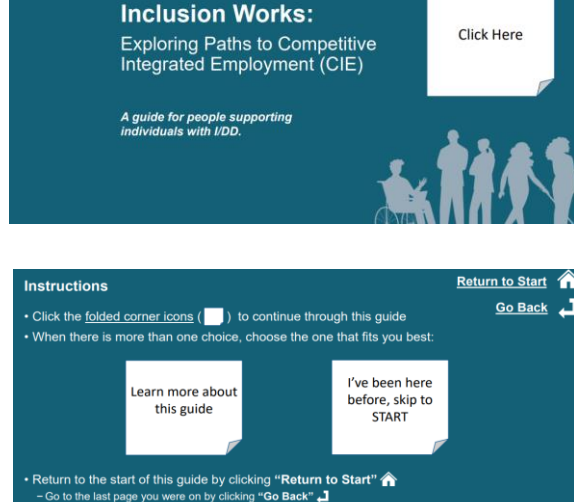 Inclusion Works:
Exploring Paths to Competitive
Integrated Employment (CIE)
Click Here
A guide for people supporting
individuals with I/DD.
Instructions
Return to Start
Go Back
• Click the folded corner icons ( ) to continue through this guide
• When there is more than one choice, choose the one that fits you best:
Learn more about
this guide
I've been here
before, skip to
START
• Return to the start of this guide by clicking "Return to Start"
– Go to the last page you were on by clicking "Go Back"